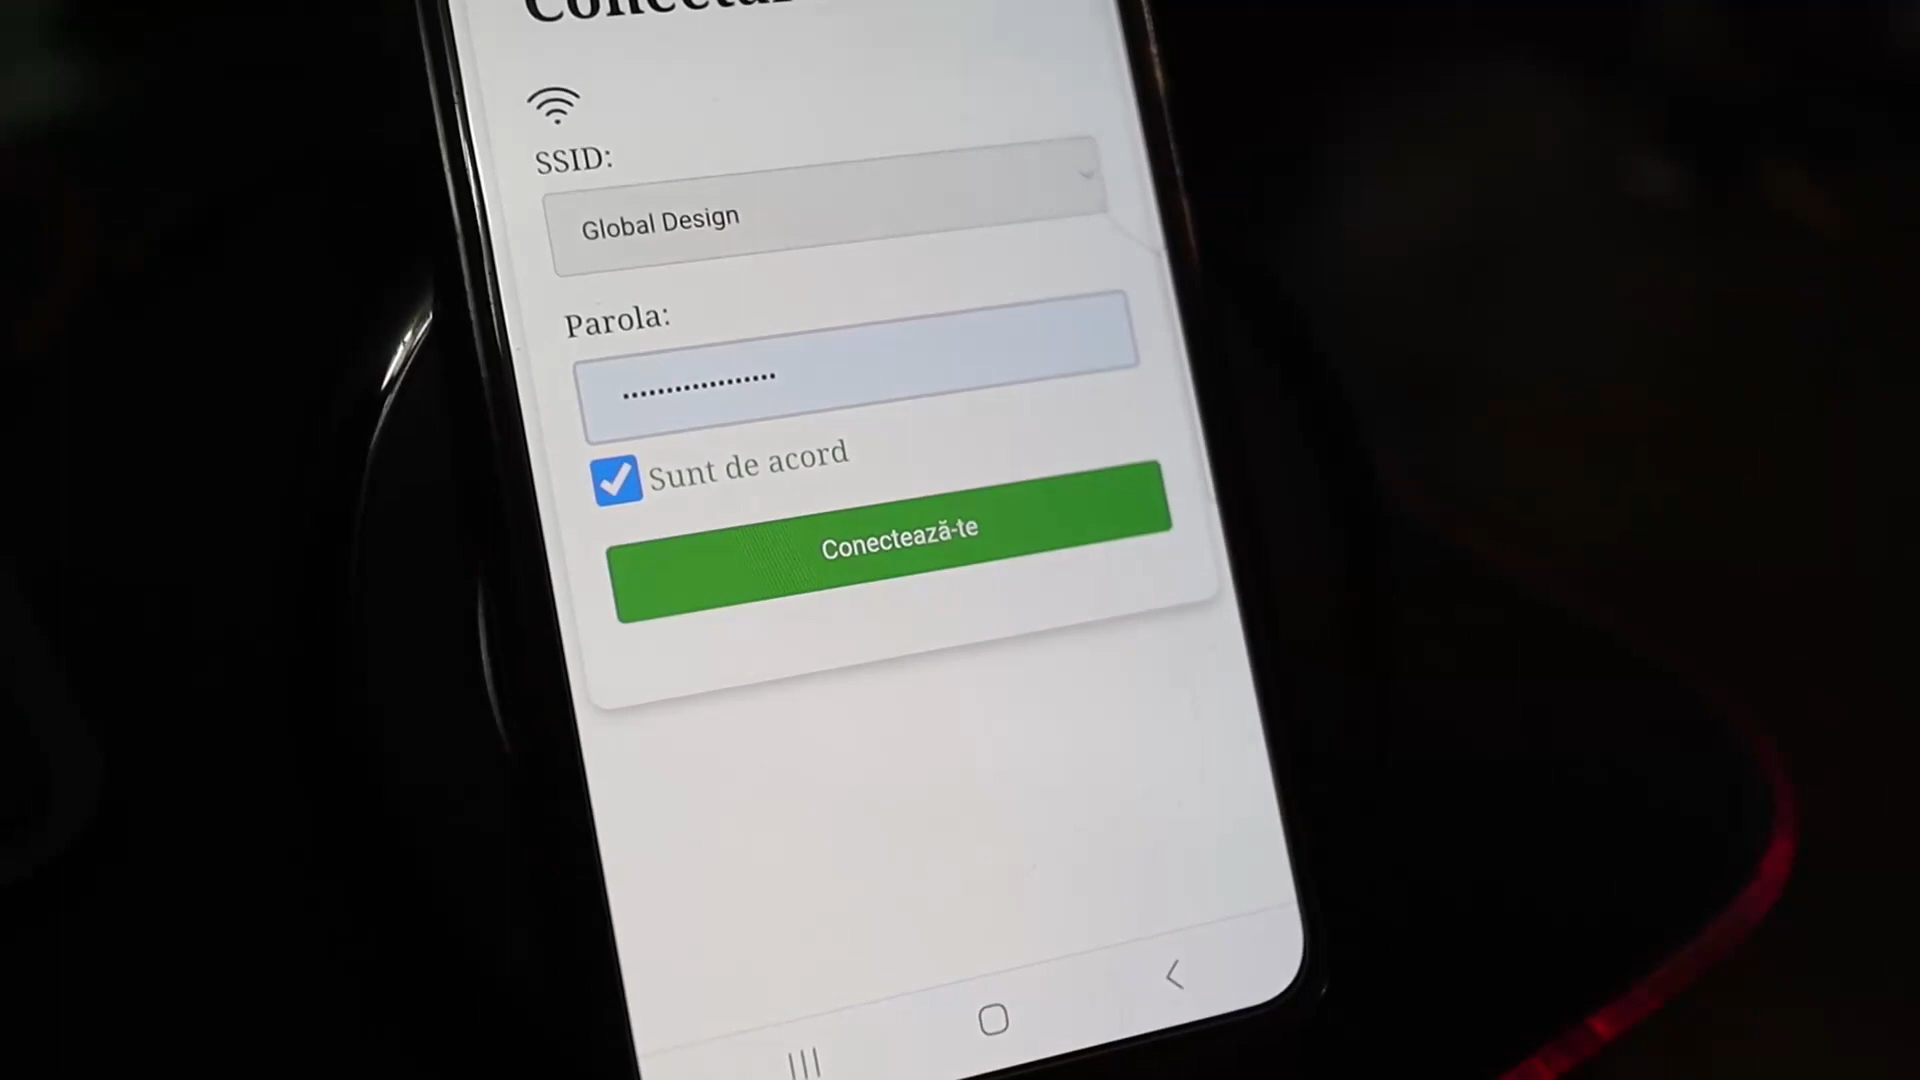 SSID:
Global Design
Parola:
••••••••••••••••••
Sunt de acord
Conectează-te